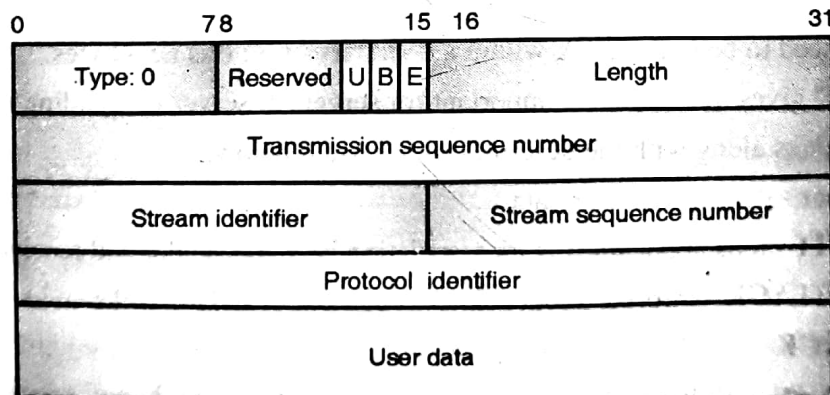 0 7 8 15 16 31
Type: 0 Reserved U B E Length
Transmission sequence number
Stream identifier Stream sequence number
Protocol identifier
User data